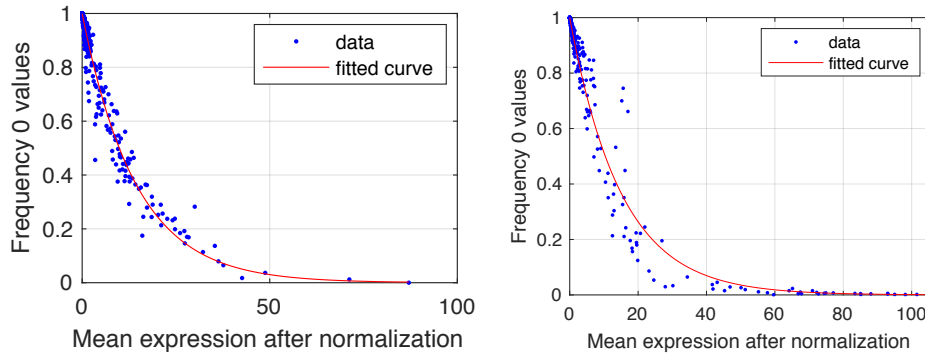 1
0.8
0.6
0.4
0.2
0
Frequency 0 values
0
50
100
Mean expression after normalization
data
fitted curve
1
0.8
0.6
0.4
0.2
0
Frequency 0 values
0
20
40
60
80
100
Mean expression after normalization
data
fitted curve